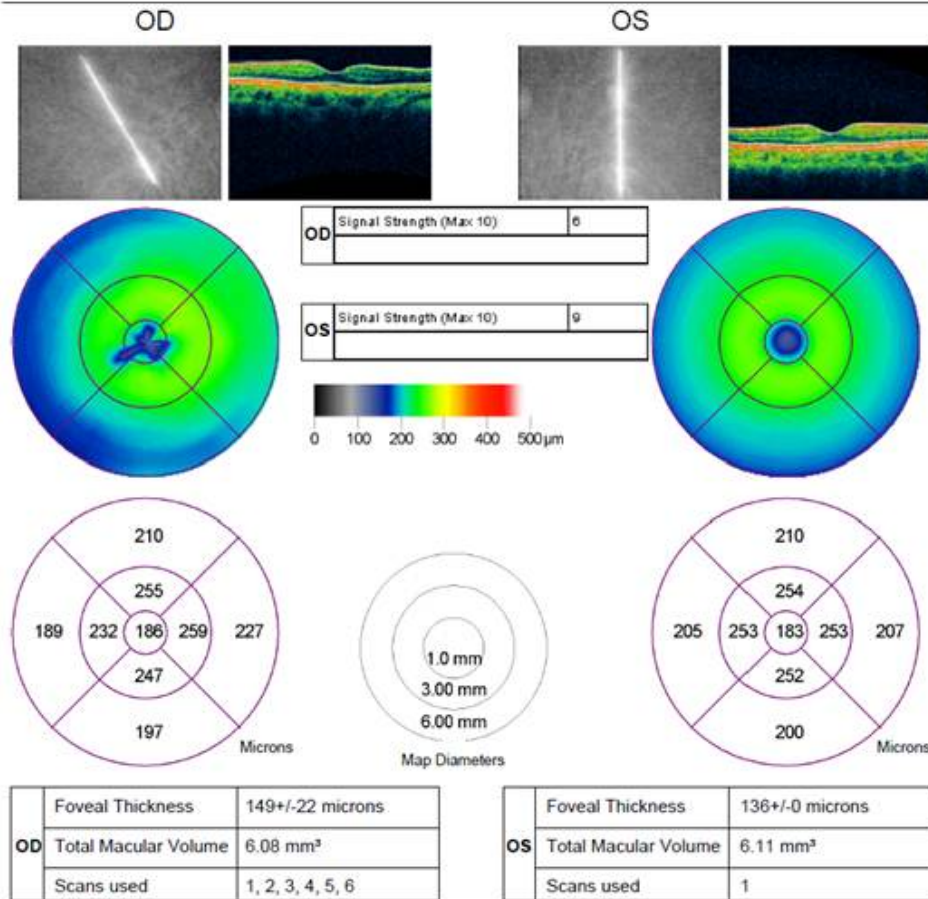 OD OS
OD Signal Strength (Max 10) 6
OS Signal Strength (Max 10) 9
0 100 200 300 400 500 µm
210
255
189 232 186 259 227
247
197
Microns
1.0 mm
3.00 mm
6.00 mm
Map Diameters
210
254
205 253 183 253 207
252
200
Microns
OD
Foveal Thickness 149+/-22 microns
Total Macular Volume 6.08 mm³
Scans used 1, 2, 3, 4, 5, 6
OS
Foveal Thickness 136+/-0 microns
Total Macular Volume 6.11 mm³
Scans used 1